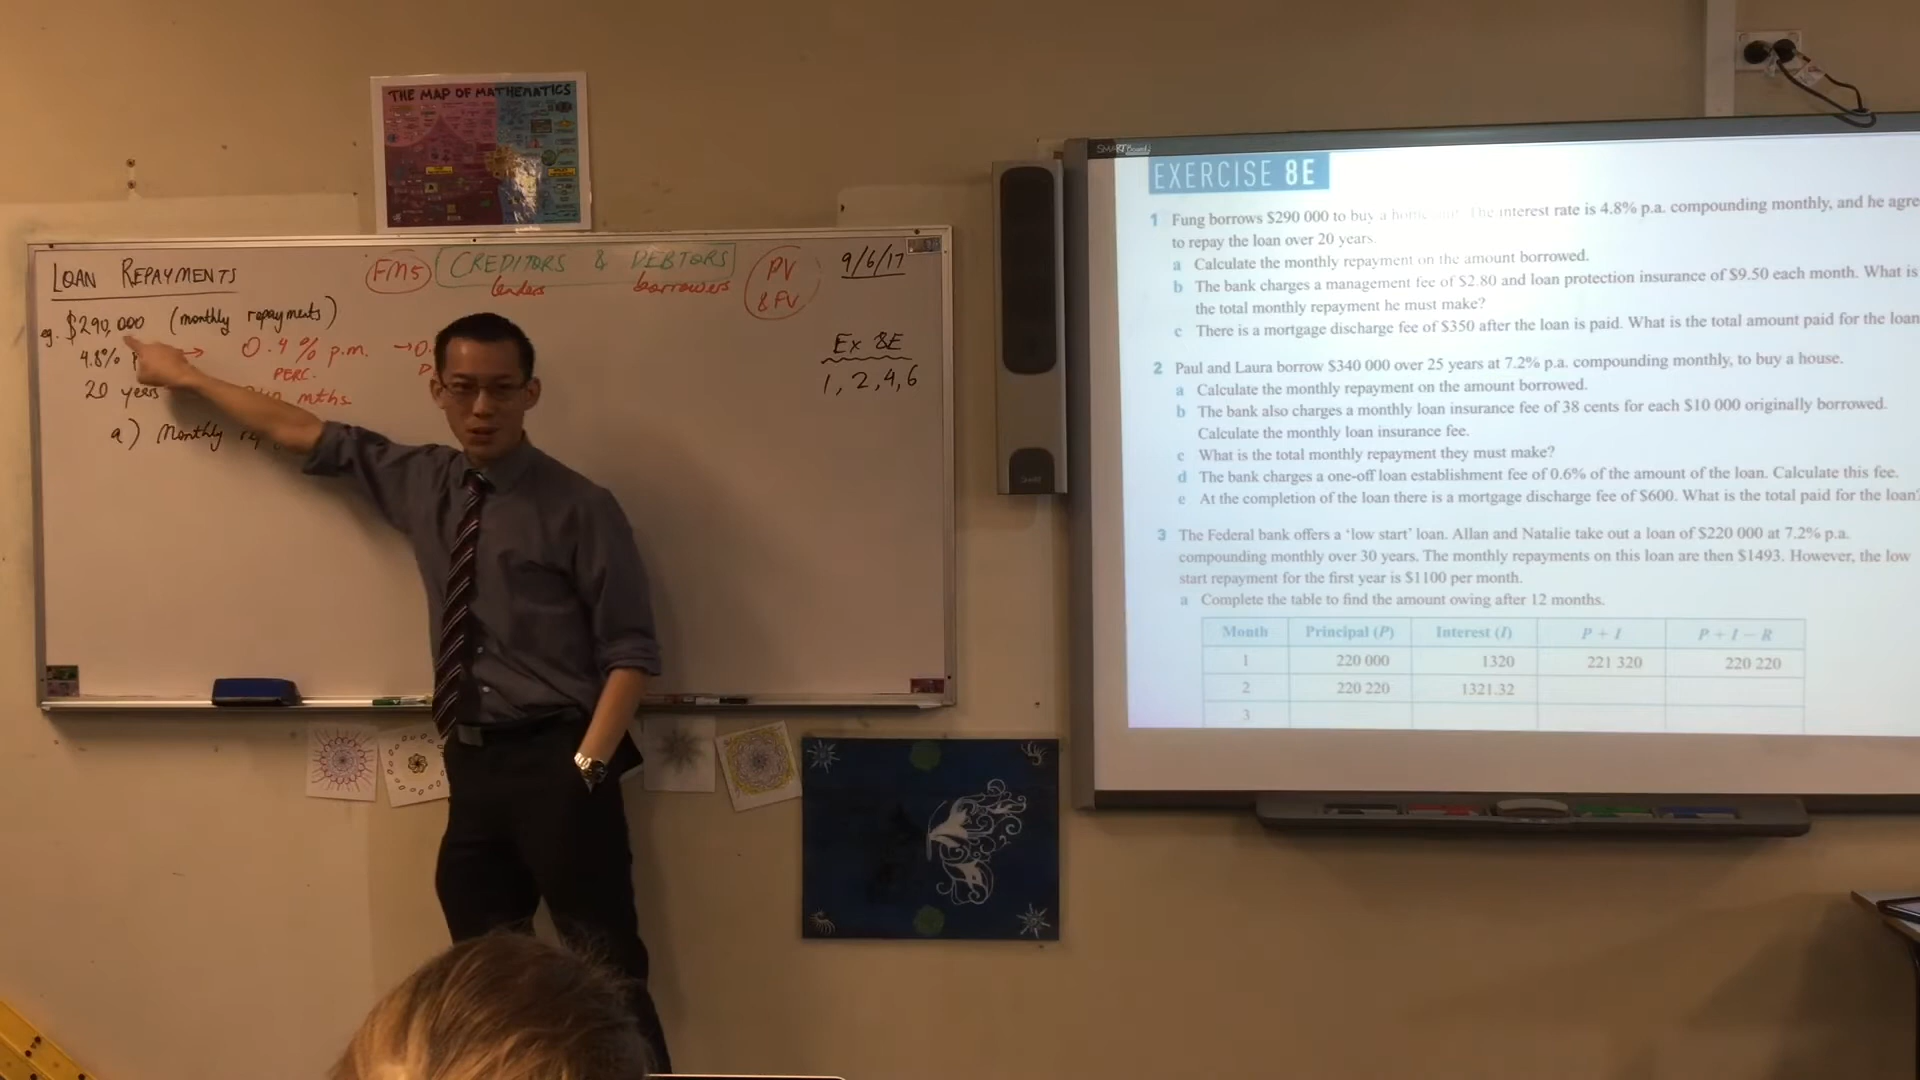 THE MAP OF MATHEMATICS
LOAN REPAYMENTS
FM5
CREDITORS & DEBTORS
lenders borrowers
PV
& FV
9/6/17
eg. $290,000 (monthly repayments)
4.8% → 0.4% p.m. → 0.
PERC.
20 years mths
a) Monthly
Ex 8E
1, 2, 4, 6
SMART Board
EXERCISE 8E
1 Fung borrows $290 000 to buy a home The interest rate is 4.8% p.a. compounding monthly, and he agre
to repay the loan over 20 years.
a Calculate the monthly repayment on the amount borrowed.
b The bank charges a management fee of $2.80 and loan protection insurance of $9.50 each month. What is
the total monthly repayment he must make?
c There is a mortgage discharge fee of $350 after the loan is paid. What is the total amount paid for the loan
2 Paul and Laura borrow $340 000 over 25 years at 7.2% p.a. compounding monthly, to buy a house.
a Calculate the monthly repayment on the amount borrowed.
b The bank also charges a monthly loan insurance fee of 38 cents for each $10 000 originally borrowed.
Calculate the monthly loan insurance fee.
c What is the total monthly repayment they must make?
d The bank charges a one-off loan establishment fee of 0.6% of the amount of the loan. Calculate this fee.
e At the completion of the loan there is a mortgage discharge fee of $600. What is the total paid for the loan?
3 The Federal bank offers a 'low start' loan. Allan and Natalie take out a loan of $220 000 at 7.2% p.a.
compounding monthly over 30 years. The monthly repayments on this loan are then $1493. However, the low
start repayment for the first year is $1100 per month.
a Complete the table to find the amount owing after 12 months.
Month Principal (P) Interest (I) P + I P + I − R
1 220 000 1320 221 320 220 220
2 220 220 1321.32
3